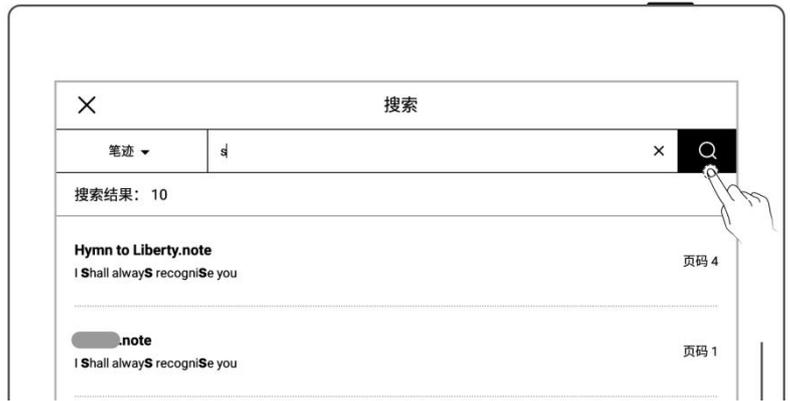 搜索
笔迹 s
搜索结果： 10
Hymn to Liberty.note
I Shall alwayS recogniSe you 页码 4
.note
I Shall alwayS recogniSe you 页码 1